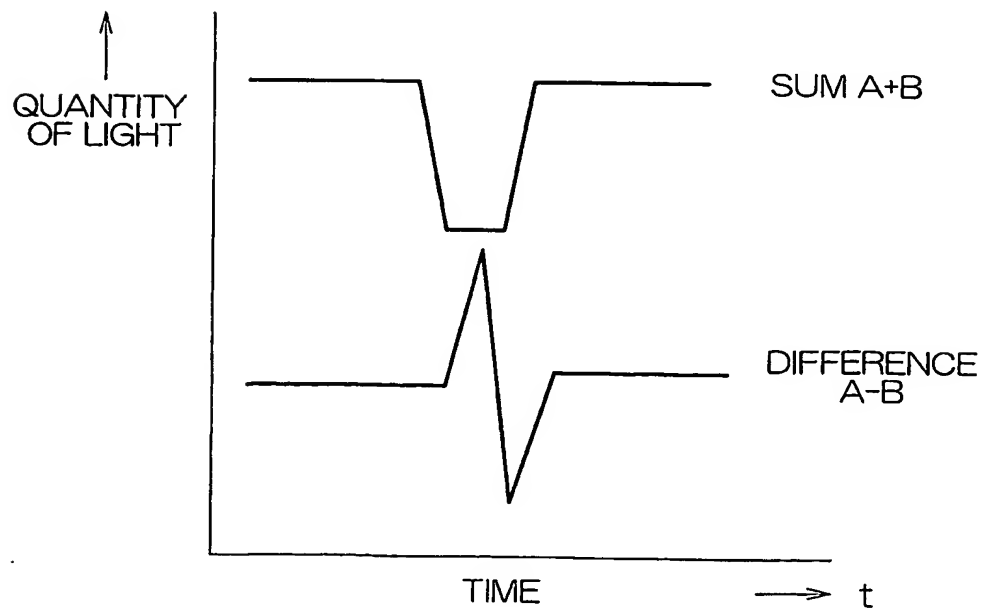 QUANTITY
OF LIGHT
SUM A+B
DIFFERENCE
A-B
TIME
t